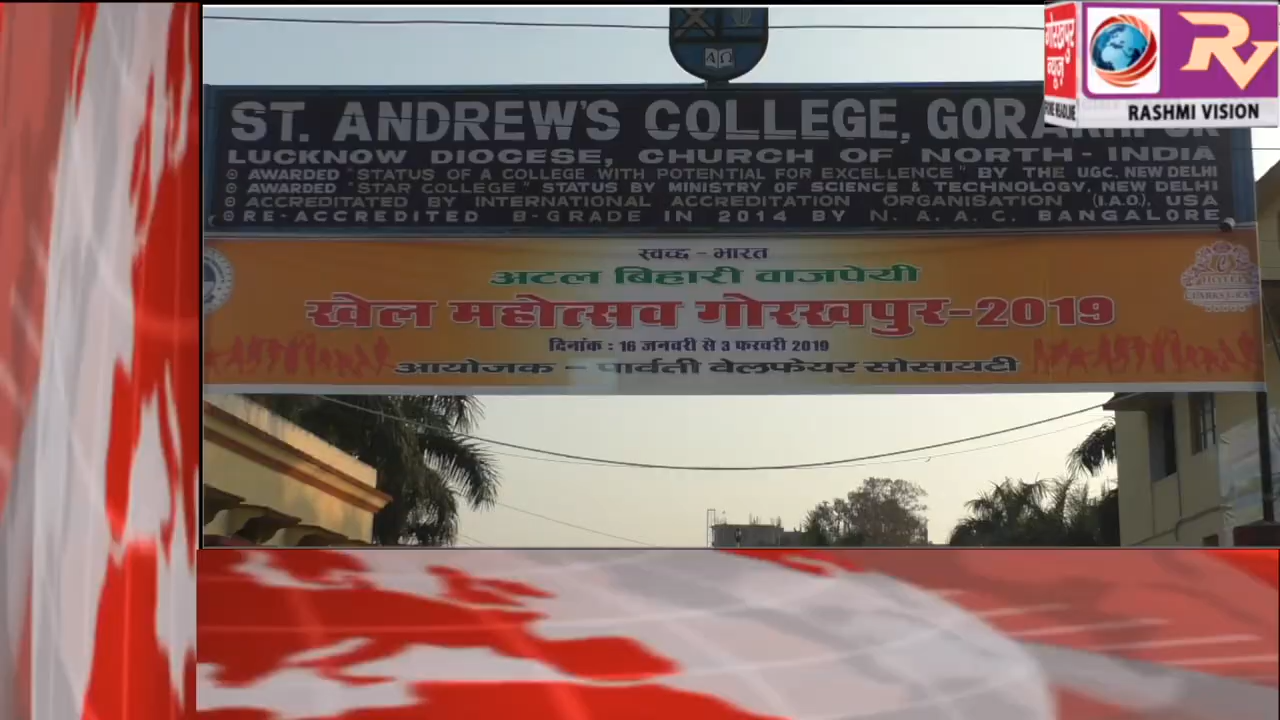 ΑΩ
गोरखपुर
न्यूज़
RV
RASHMI VISION
ST. ANDREW'S COLLEGE,
LUCKNOW DIOCESE, CHURCH OF NORTH-INDIA
AWARDED "STATUS OF A COLLEGE WITH POTENTIAL FOR EXCELLENCE" BY THE UGC, NEW DELHI
AWARDED "STAR COLLEGE" STATUS BY MINISTRY OF SCIENCE & TECHNOLOGY, NEW DELHI
ACCREDITATED BY INTERNATIONAL ACCREDITATION ORGANISATION (I.A.O.), USA
RE-ACCREDITED B-GRADE IN 2014 BY N.A.A.C. BANGALORE
स्वच्छ - भारत
अटल बिहारी वाजपेयी
खेल महोत्सव गोरखपुर-2019
दिनांक : 16 जनवरी से 3 फरवरी 2019
आयोजक - पार्वती वेलफेयर सोसायटी